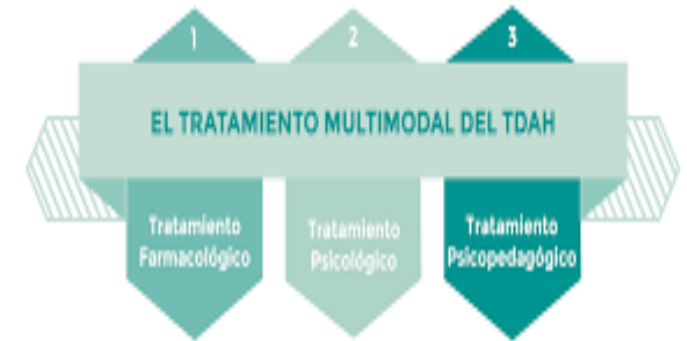 1
2
3
EL TRATAMIENTO MULTIMODAL DEL TDAH
Tratamiento
Farmacológico
Tratamiento
Psicológico
Tratamiento
Psicopedagógico